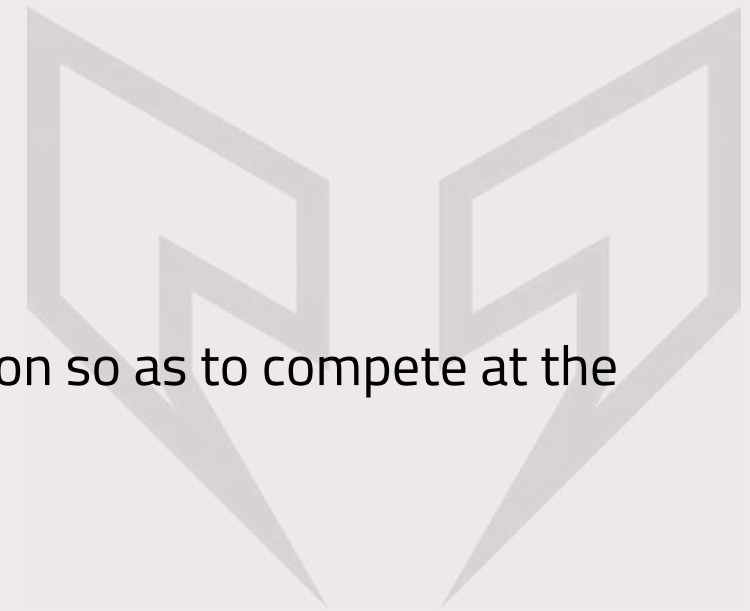 on so as to compete at the